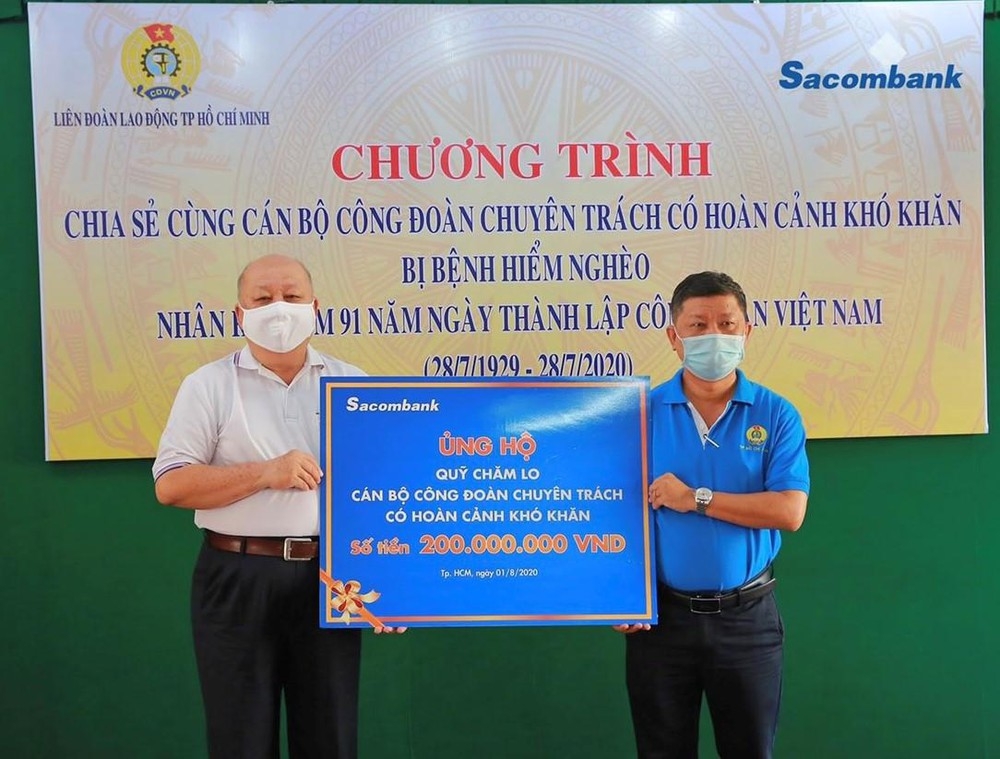 CĐVN
LIÊN ĐOÀN LAO ĐỘNG TP HỒ CHÍ MINH
Sacombank
CHƯƠNG TRÌNH
CHIA SẺ CÙNG CÁN BỘ CÔNG ĐOÀN CHUYÊN TRÁCH CÓ HOÀN CẢNH KHÓ KHĂN
BỊ BỆNH HIỂM NGHÈO
NHÂN 91 NĂM NGÀY THÀNH LẬP VIỆT NAM
(28/7/1929 - 28/7/2020)
Sacombank
ỦNG HỘ
QUỸ CHĂM LO
CÁN BỘ CÔNG ĐOÀN CHUYÊN TRÁCH
CÓ HOÀN CẢNH KHÓ KHĂN
Số tiền 200.000.000 VND
Tp. HCM, ngày 01/8/2020